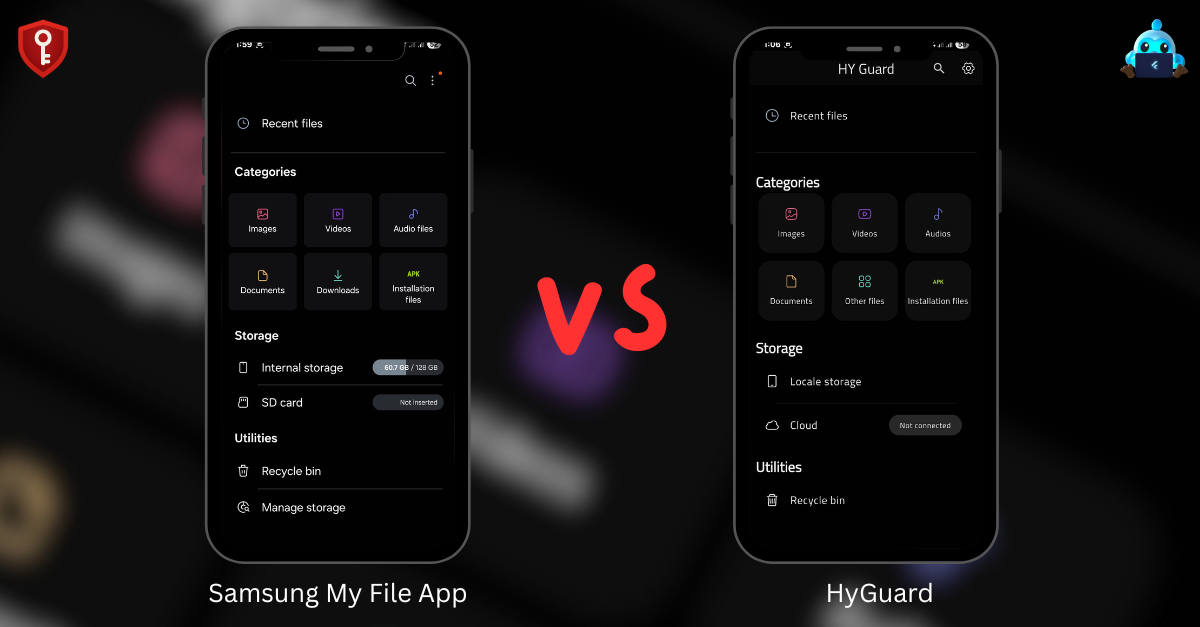 1:59
Recent files
Categories
Images
Videos
Audio files
Documents
Downloads
APK
Installation
files
Storage
Internal storage
60.7 GB / 128 GB
SD card
Not inserted
Utilities
Recycle bin
Manage storage
Samsung My File App
VS
1:06
HY Guard
Recent files
Categories
Images
Videos
Audios
Documents
Other files
APK
Installation files
Storage
Locale storage
Cloud
Not connected
Utilities
Recycle bin
HyGuard